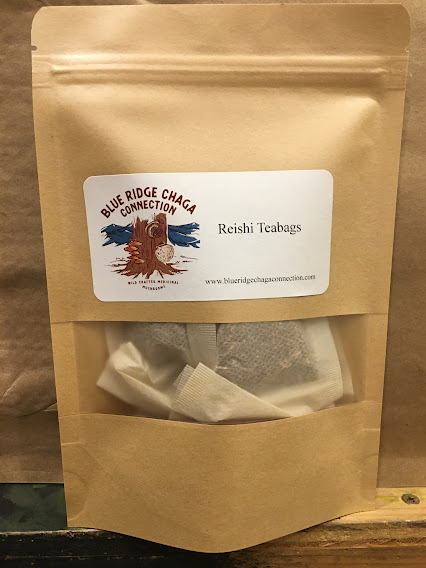 BLUE RIDGE CHAGA
CONNECTION
WILD CRAFTED MEDICINAL
MUSHROOMS
Reishi Teabags
www.blueridgechagaconnection.com